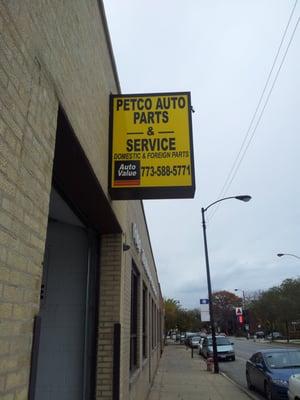 PETCO AUTO
PARTS
&
SERVICE
DOMESTIC & FOREIGN PARTS
Auto
Value
773-588-5771